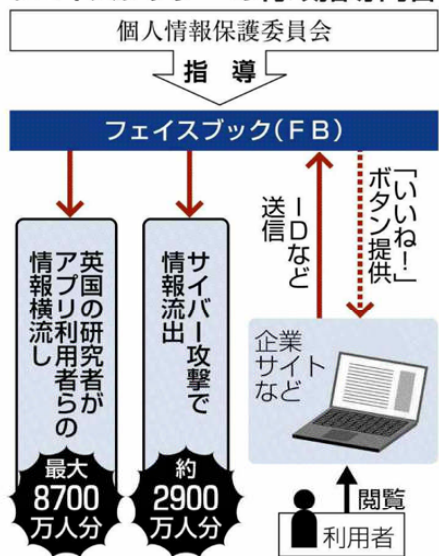 個人情報保護委員会
指導
フェイスブック(FB)
英国の研究者が
アプリ利用者らの
情報横流し
最大
8700
万人分
サイバー攻撃で
情報流出
約
2900
万人分
IDなど
送信
「いいね!」
ボタン提供
企業
サイト
など
閲覧
利用者